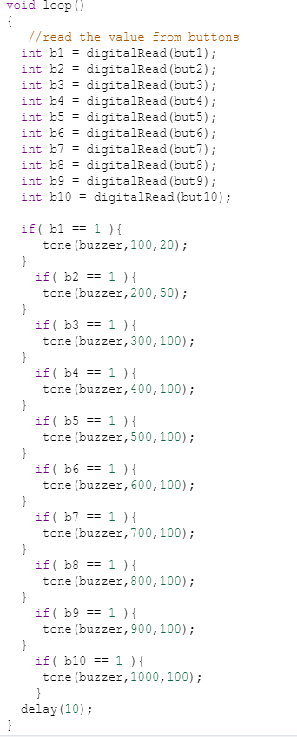 void loop()
{
//read the value from buttons
int b1 = digitalRead(but1);
int b2 = digitalRead(but2);
int b3 = digitalRead(but3);
int b4 = digitalRead(but4);
int b5 = digitalRead(but5);
int b6 = digitalRead(but6);
int b7 = digitalRead(but7);
int b8 = digitalRead(but8);
int b9 = digitalRead(but9);
int b10 = digitalRead(but10);
if( b1 == 1 ){
tone(buzzer,100,20);
}
if( b2 == 1 ){
tone(buzzer,200,50);
}
if( b3 == 1 ){
tone(buzzer,300,100);
}
if( b4 == 1 ){
tone(buzzer,400,100);
}
if( b5 == 1 ){
tone(buzzer,500,100);
}
if( b6 == 1 ){
tone(buzzer,600,100);
}
if( b7 == 1 ){
tone(buzzer,700,100);
}
if( b8 == 1 ){
tone(buzzer,800,100);
}
if( b9 == 1 ){
tone(buzzer,900,100);
}
if( b10 == 1 ){
tone(buzzer,1000,100);
}
delay(10);
}